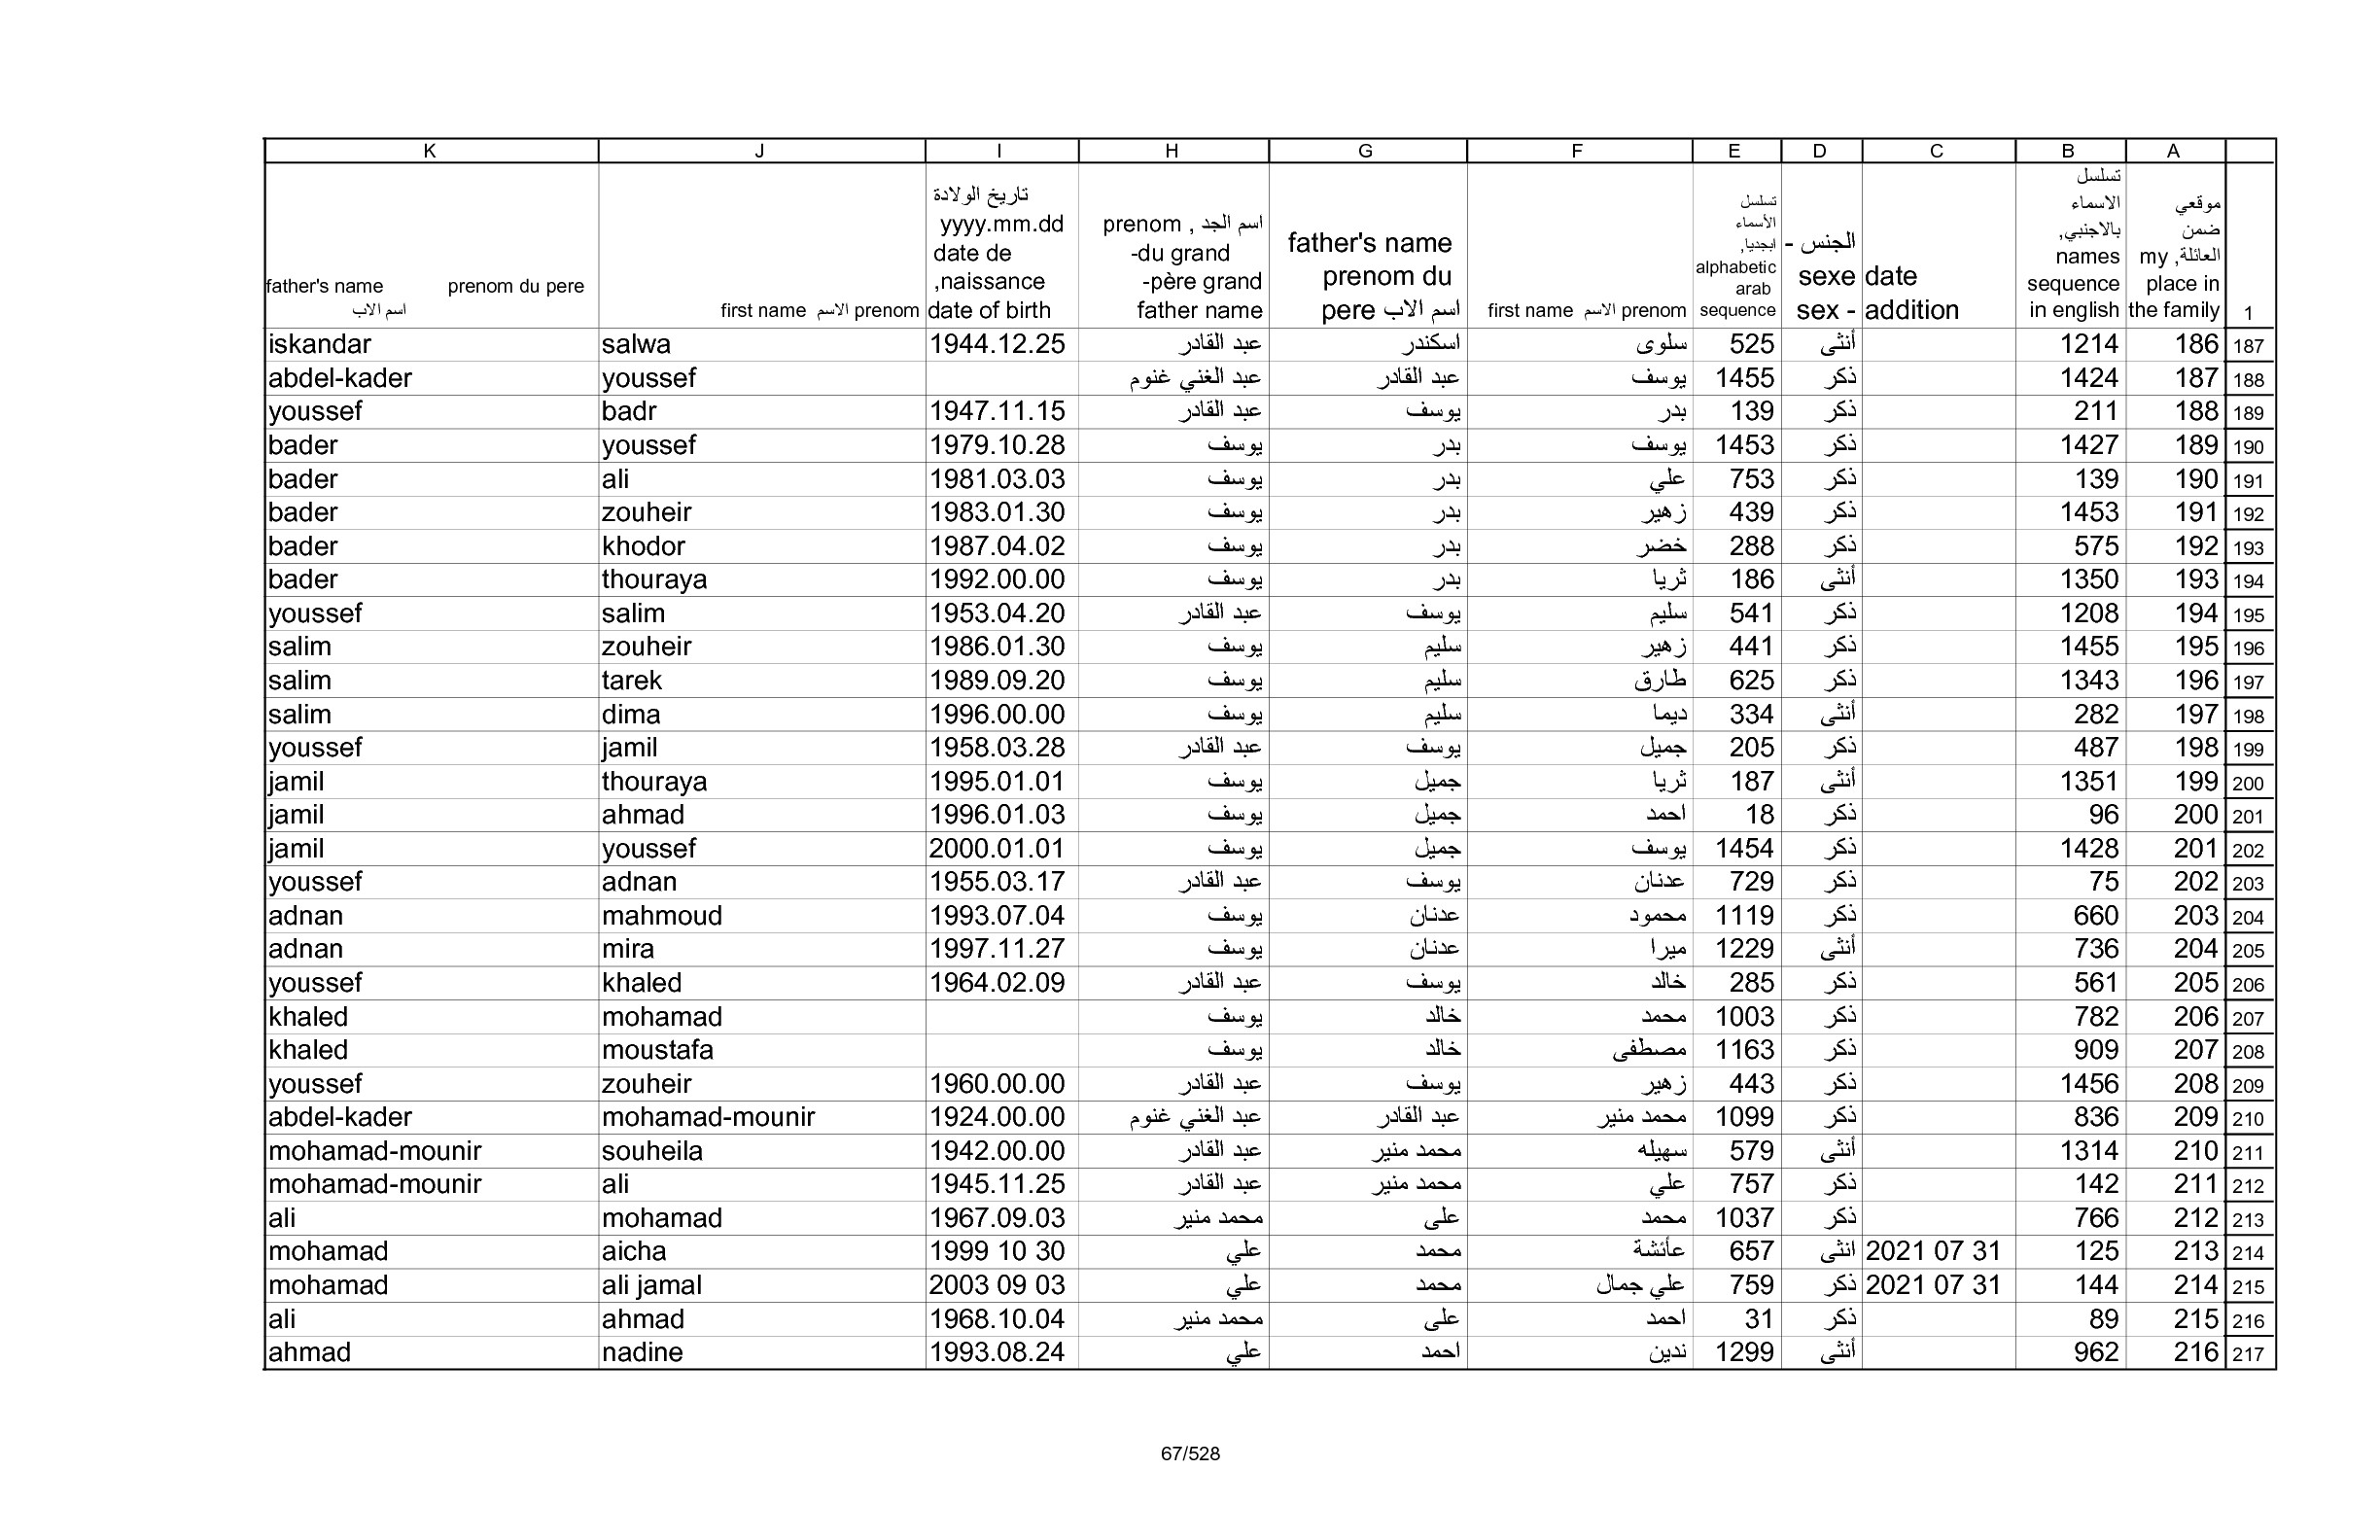 K J I H G F E D C B A
father's name prenom du pere اسم الاب
first name الاسم prenom
تاريخ الولادة yyyy.mm.dd date de naissance, date of birth
اسم الجد , prenom du grand- père grand- father name
father's name prenom du pere اسم الاب
first name الاسم prenom
تسلسل الأسماء ابجديا, alphabetic arab sequence
الجنس - sexe sex -
date addition
تسلسل الاسماء بالاجنبي, names sequence in english
موقعي ضمن العائلة, my place in the family
1
iskandar salwa 1944.12.25 عبد القادر اسكندر سلوى 525 أنثى 1214 186 187
abdel-kader youssef عبد الغني غنوم عبد القادر يوسف 1455 ذكر 1424 187 188
youssef badr 1947.11.15 عبد القادر يوسف بدر 139 ذكر 211 188 189
bader youssef 1979.10.28 يوسف بدر يوسف 1453 ذكر 1427 189 190
bader ali 1981.03.03 يوسف بدر علي 753 ذكر 139 190 191
bader zouheir 1983.01.30 يوسف بدر زهير 439 ذكر 1453 191 192
bader khodor 1987.04.02 يوسف بدر خضر 288 ذكر 575 192 193
bader thouraya 1992.00.00 يوسف بدر ثريا 186 أنثى 1350 193 194
youssef salim 1953.04.20 عبد القادر يوسف سليم 541 ذكر 1208 194 195
salim zouheir 1986.01.30 يوسف سليم زهير 441 ذكر 1455 195 196
salim tarek 1989.09.20 يوسف سليم طارق 625 ذكر 1343 196 197
salim dima 1996.00.00 يوسف سليم ديما 334 أنثى 282 197 198
youssef jamil 1958.03.28 عبد القادر يوسف جميل 205 ذكر 487 198 199
jamil thouraya 1995.01.01 يوسف جميل ثريا 187 أنثى 1351 199 200
jamil ahmad 1996.01.03 يوسف جميل احمد 18 ذكر 96 200 201
jamil youssef 2000.01.01 يوسف جميل يوسف 1454 ذكر 1428 201 202
youssef adnan 1955.03.17 عبد القادر يوسف عدنان 729 ذكر 75 202 203
adnan mahmoud 1993.07.04 يوسف عدنان محمود 1119 ذكر 660 203 204
adnan mira 1997.11.27 يوسف عدنان ميرا 1229 أنثى 736 204 205
youssef khaled 1964.02.09 عبد القادر يوسف خالد 285 ذكر 561 205 206
khaled mohamad يوسف خالد محمد 1003 ذكر 782 206 207
khaled moustafa يوسف خالد مصطفى 1163 ذكر 909 207 208
youssef zouheir 1960.00.00 عبد القادر يوسف زهير 443 ذكر 1456 208 209
abdel-kader mohamad-mounir 1924.00.00 عبد الغني غنوم عبد القادر محمد منير 1099 ذكر 836 209 210
mohamad-mounir souheila 1942.00.00 عبد القادر محمد منير سهيله 579 أنثى 1314 210 211
mohamad-mounir ali 1945.11.25 عبد القادر محمد منير علي 757 ذكر 142 211 212
ali mohamad 1967.09.03 محمد منير على محمد 1037 ذكر 766 212 213
mohamad aicha 1999 10 30 علي محمد عأئشة 657 انثى 2021 07 31 125 213 214
mohamad ali jamal 2003 09 03 علي محمد علي جمال 759 ذكر 2021 07 31 144 214 215
ali ahmad 1968.10.04 محمد منير على احمد 31 ذكر 89 215 216
ahmad nadine 1993.08.24 علي احمد ندين 1299 أنثى 962 216 217
67/528